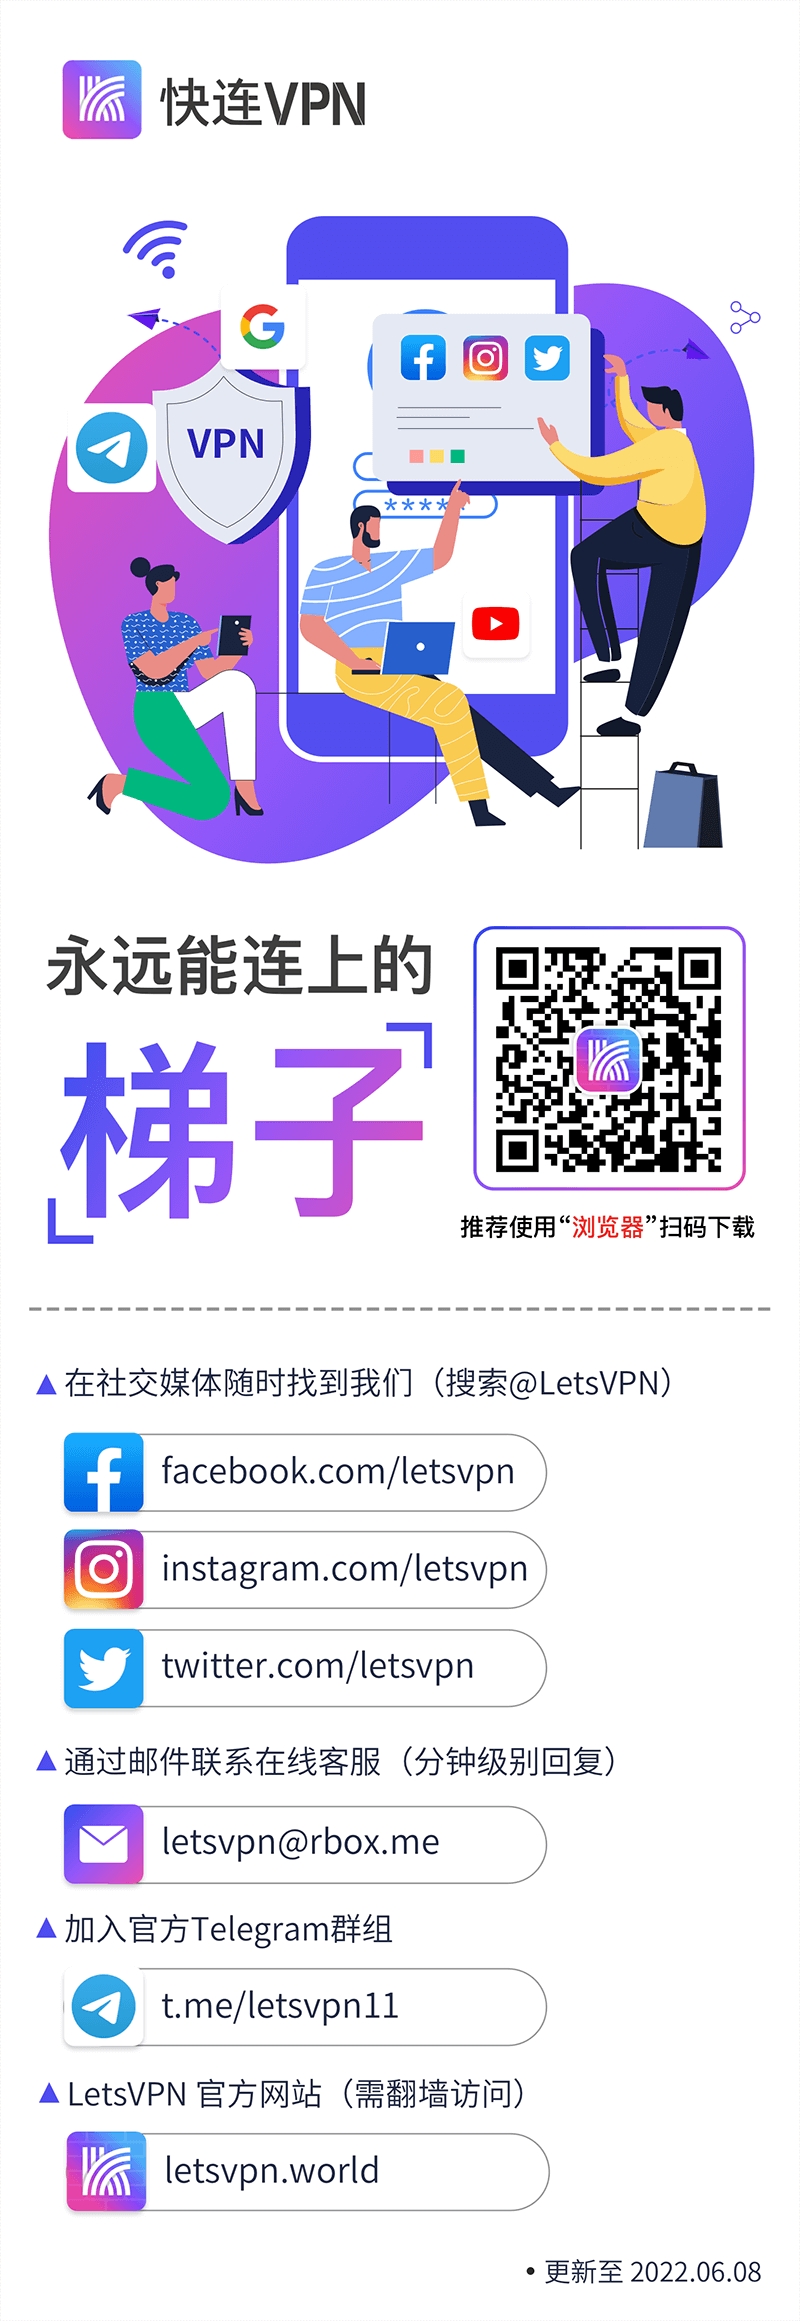 快连VPN
VPN
*****
永远能连上的
梯子
推荐使用“浏览器”扫码下载
▲在社交媒体随时找到我们（搜索@LetsVPN）
facebook.com/letsvpn
instagram.com/letsvpn
twitter.com/letsvpn
▲通过邮件联系在线客服（分钟级别回复）
letsvpn@rbox.me
▲加入官方Telegram群组
t.me/letsvpn11
▲LetsVPN 官方网站（需翻墙访问）
letsvpn.world
• 更新至 2022.06.08